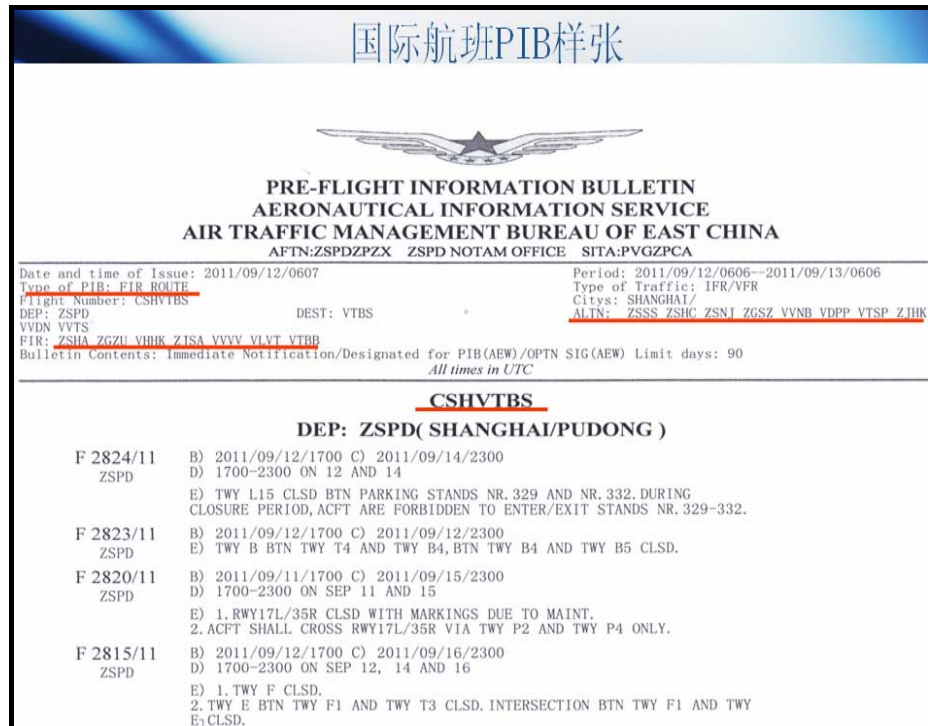 国际航班PIB样张
PRE-FLIGHT INFORMATION BULLETIN
AERONAUTICAL INFORMATION SERVICE
AIR TRAFFIC MANAGEMENT BUREAU OF EAST CHINA
AFTN:ZSPDZPZX ZSPD NOTAM OFFICE SITA:PVGZPCA
Date and time of Issue: 2011/09/12/0607 Period: 2011/09/12/0606--2011/09/13/0606
Type of PIB: FIR ROUTE Type of Traffic: IFR/VFR
Flight Number: CSHVTBS Citys: SHANGHAI/
DEP: ZSPD DEST: VTBS ALTN: ZSSS ZSHC ZSNJ ZGSZ VVNB VDPP VTSP ZJHK
VVDN VVTS
FIR: ZSHA ZGZU VHHK ZJSA VVVV VLVT VTBB
Bulletin Contents: Immediate Notification/Designated for PIB(AEW)/OPTN SIG(AEW) Limit days: 90
All times in UTC
CSHVTBS
DEP: ZSPD( SHANGHAI/PUDONG )
F 2824/11 B) 2011/09/12/1700 C) 2011/09/14/2300
ZSPD D) 1700-2300 ON 12 AND 14
E) TWY L15 CLSD BTN PARKING STANDS NR.329 AND NR.332.DURING
CLOSURE PERIOD,ACFT ARE FORBIDDEN TO ENTER/EXIT STANDS NR.329-332.
F 2823/11 B) 2011/09/12/1700 C) 2011/09/12/2300
ZSPD E) TWY B BTN TWY T4 AND TWY B4,BTN TWY B4 AND TWY B5 CLSD.
F 2820/11 B) 2011/09/11/1700 C) 2011/09/15/2300
ZSPD D) 1700-2300 ON SEP 11 AND 15
E) 1.RWY17L/35R CLSD WITH MARKINGS DUE TO MAINT.
2.ACFT SHALL CROSS RWY17L/35R VIA TWY P2 AND TWY P4 ONLY.
F 2815/11 B) 2011/09/12/1700 C) 2011/09/16/2300
ZSPD D) 1700-2300 ON SEP 12, 14 AND 16
E) 1.TWY F CLSD.
2.TWY E BTN TWY F1 AND TWY T3 CLSD. INTERSECTION BTN TWY F1 AND TWY
CLSD.